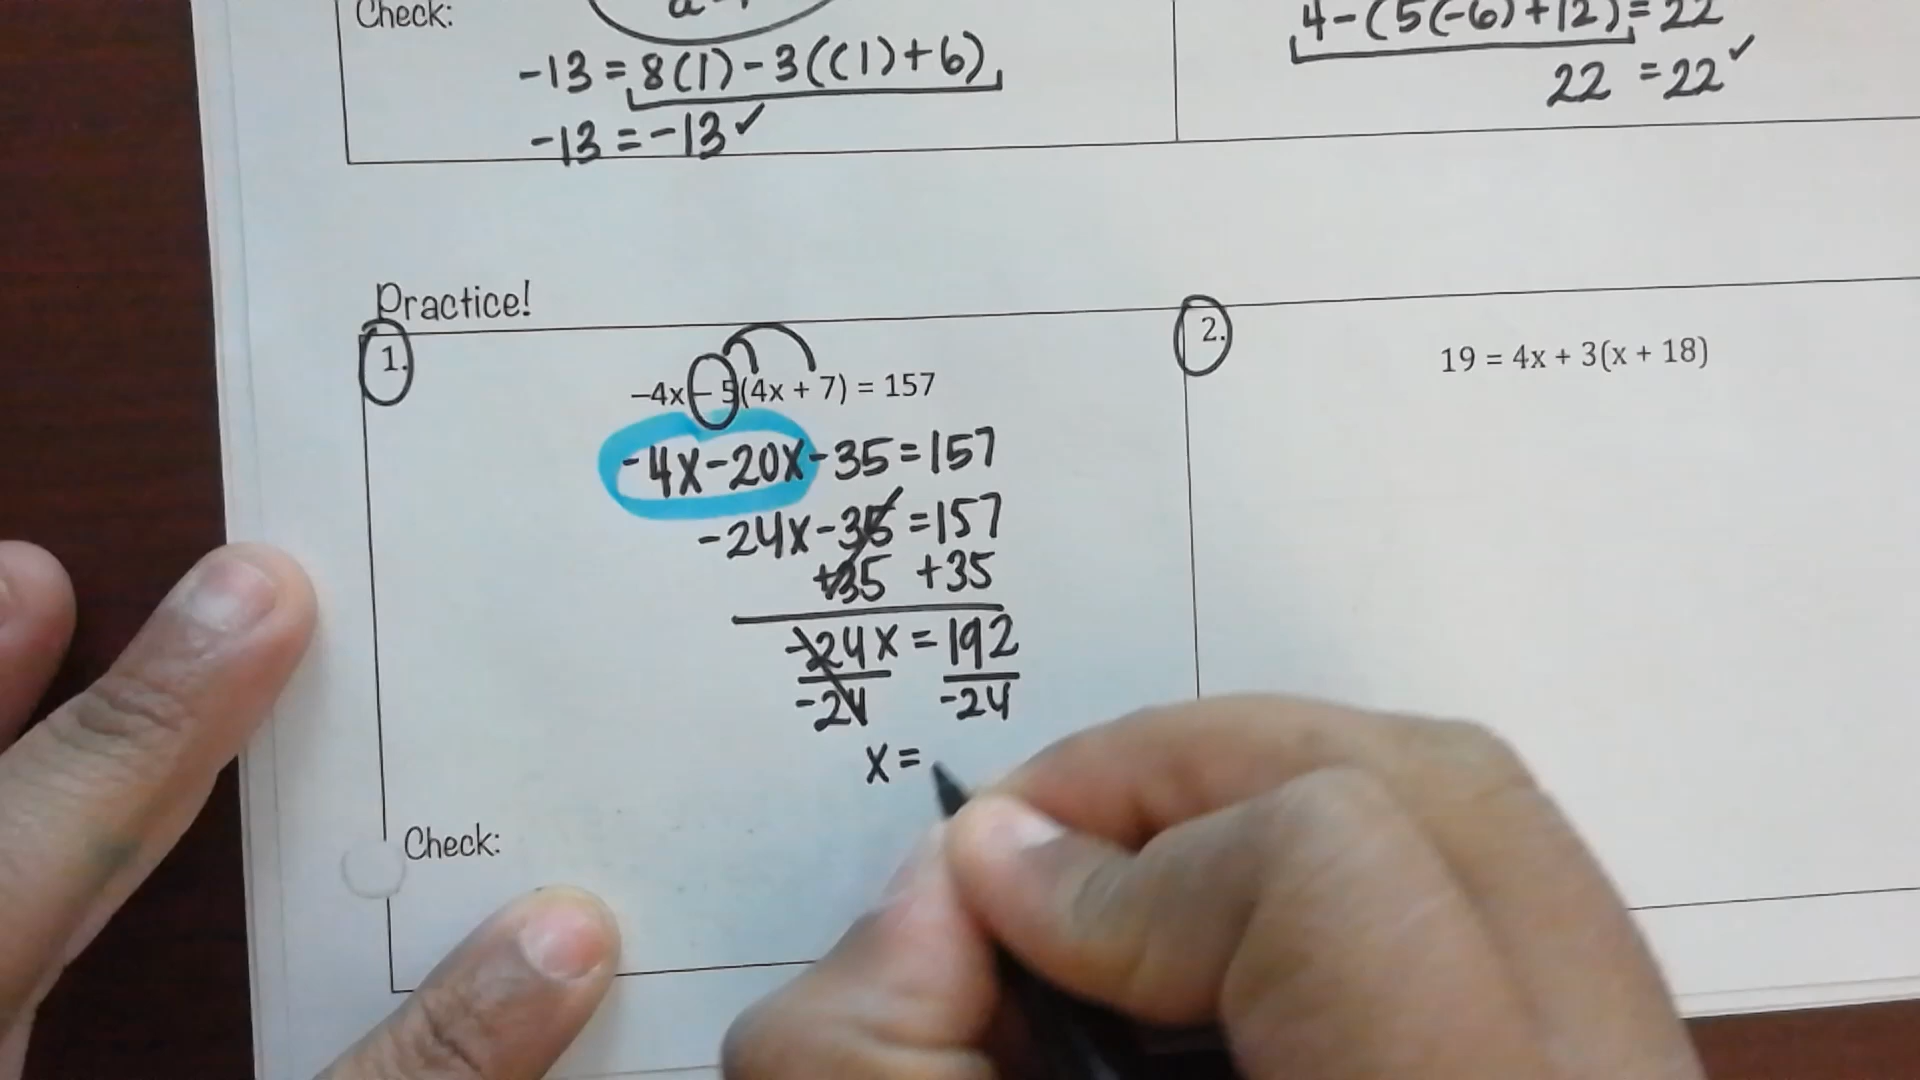 Check:
-13 = 8(1) - 3((1) + 6)
-13 = -13 ✓
4 - (5(-6) + 12) = 22
22 = 22 ✓
Practice!
1.
–4x – 5(4x + 7) = 157
-4x - 20x - 35 = 157
-24x - 35 = 157
+35 +35
-24x = 192
-24 -24
x =
Check:
2.
19 = 4x + 3(x + 18)